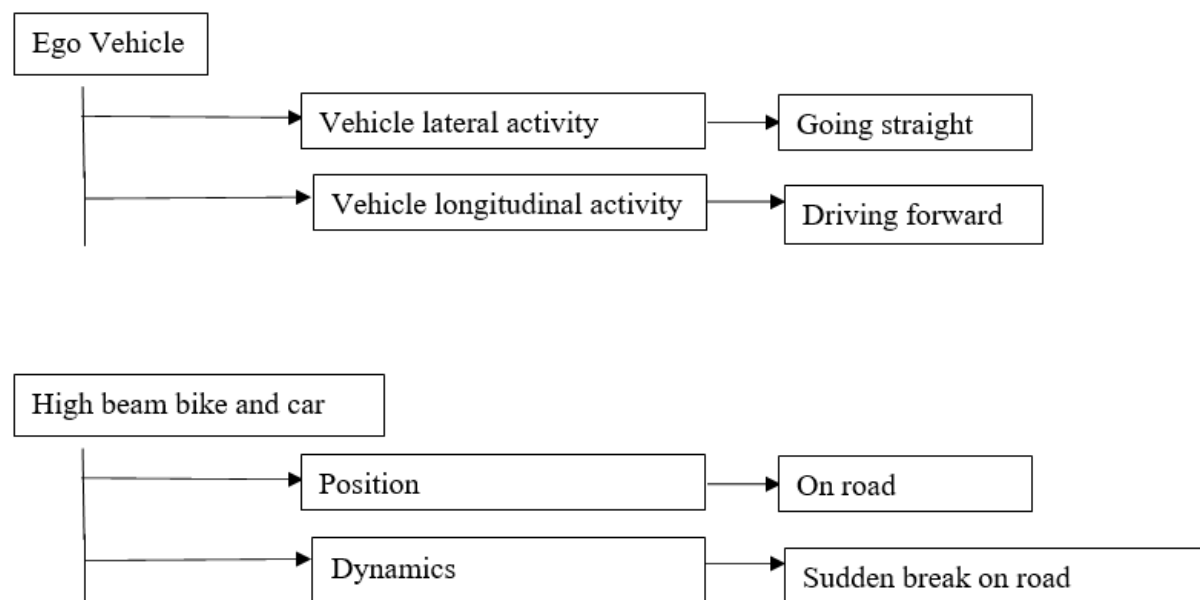 Ego Vehicle
Vehicle lateral activity
Going straight
Vehicle longitudinal activity
Driving forward
High beam bike and car
Position
On road
Dynamics
Sudden break on road